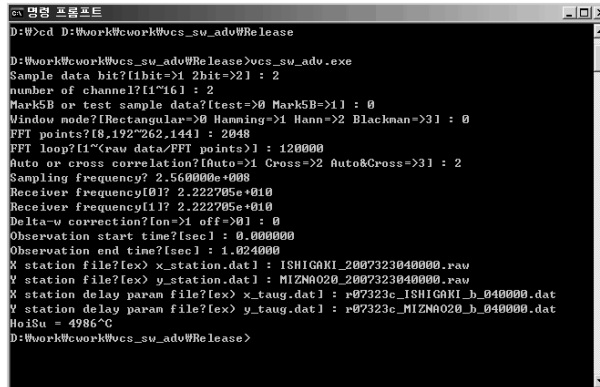 명령 프롬프트
D:₩>cd D:₩work₩cwork₩vcs_sw_adv₩Release
D:₩work₩cwork₩vcs_sw_adv₩Release>vcs_sw_adv.exe
Sample data bit?[1bit=>1 2bit=>2] : 2
number of channel?[1~16] : 2
Mark5B or test sample data?[test=>0 Mark5B=>1] : 0
Window mode?[Rectangular=>0 Hamming=>1 Hann=>2 Blackman=>3] : 0
FFT points?[8,192~262,144] : 2048
FFT loop?[1~(raw data/FFT points)] : 120000
Auto or cross correlation?[Auto=>1 Cross=>2 Auto&Cross=>3] : 2
Sampling frequency? 2.560000e+008
Receiver frequency[0]? 2.222705e+010
Receiver frequency[1]? 2.222705e+010
Delta-w correction?[on=>1 off=>0] : 0
Observation start time?[sec] : 0.000000
Observation end time?[sec] : 1.024000
X station file?[ex> x_station.dat] : ISHIGAKI_2007323040000.raw
Y station file?[ex> y_station.dat] : MIZNAO20_2007323040000.raw
X station delay param file?[ex> x_taug.dat] : r07323c_ISHIGAKI_b_040000.dat
Y station delay param file?[ex> y_taug.dat] : r07323c_MIZNAO20_b_040000.dat
HoiSu = 4986^C
D:₩work₩cwork₩vcs_sw_adv₩Release>